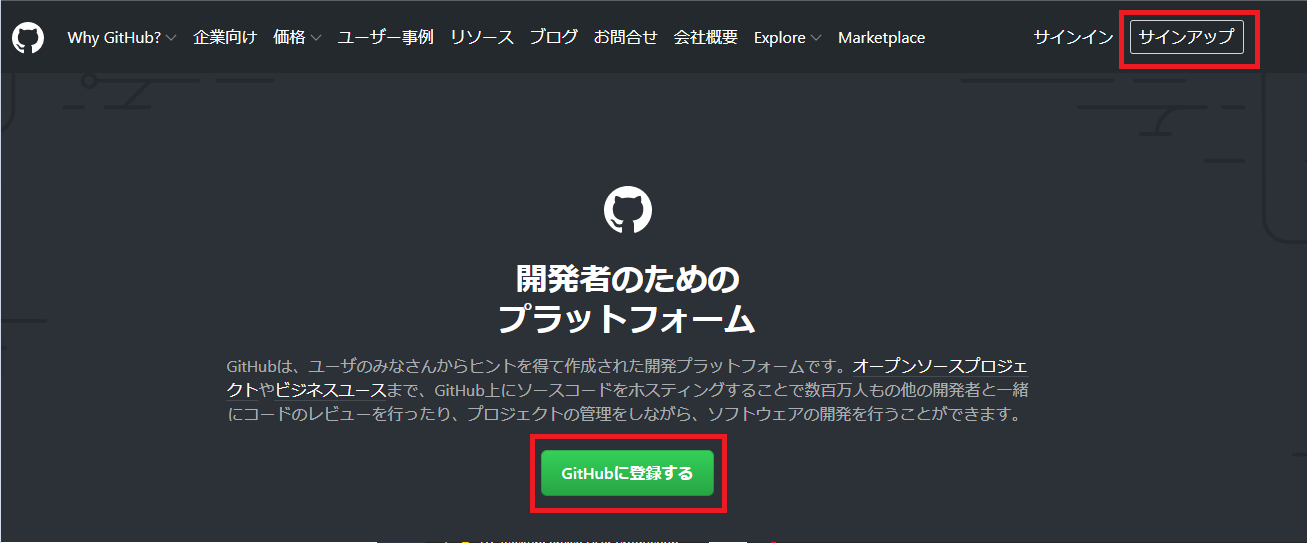 Why GitHub? 企業向け 価格 ユーザー事例 リソース ブログ お問合せ 会社概要 Explore Marketplace サインイン サインアップ
開発者のための
プラットフォーム
GitHubは、ユーザのみなさんからヒントを得て作成された開発プラットフォームです。オープンソースプロジェ
クトやビジネスユースまで、GitHub上にソースコードをホスティングすることで数百万人もの他の開発者と一緒
にコードのレビューを行ったり、プロジェクトの管理をしながら、ソフトウェアの開発を行うことができます。
GitHubに登録する